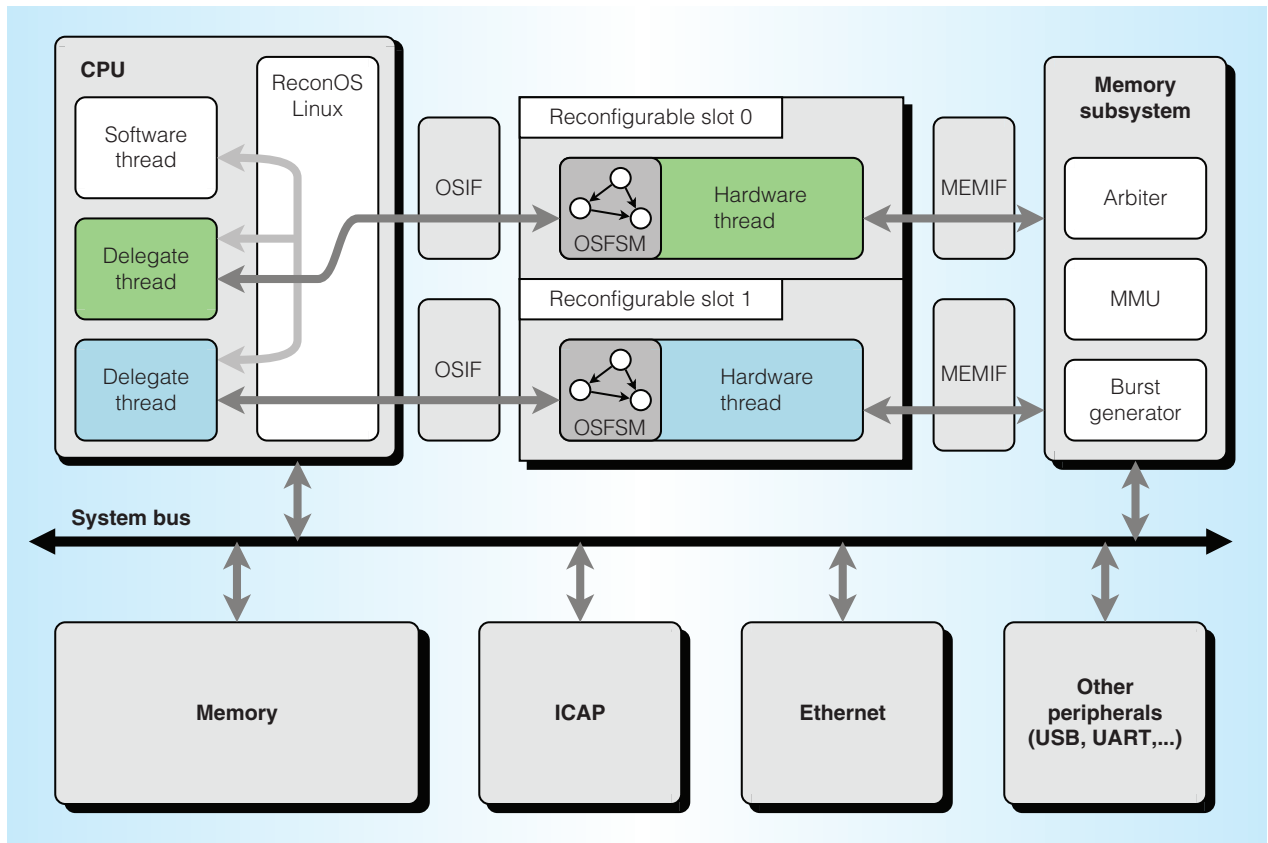 CPU
ReconOS
Linux
Software
thread
Delegate
thread
Delegate
thread
OSIF
OSIF
Reconfigurable slot 0
OSFSM
Hardware
thread
Reconfigurable slot 1
OSFSM
Hardware
thread
MEMIF
MEMIF
Memory
subsystem
Arbiter
MMU
Burst
generator
System bus
Memory
ICAP
Ethernet
Other
peripherals
(USB, UART,...)